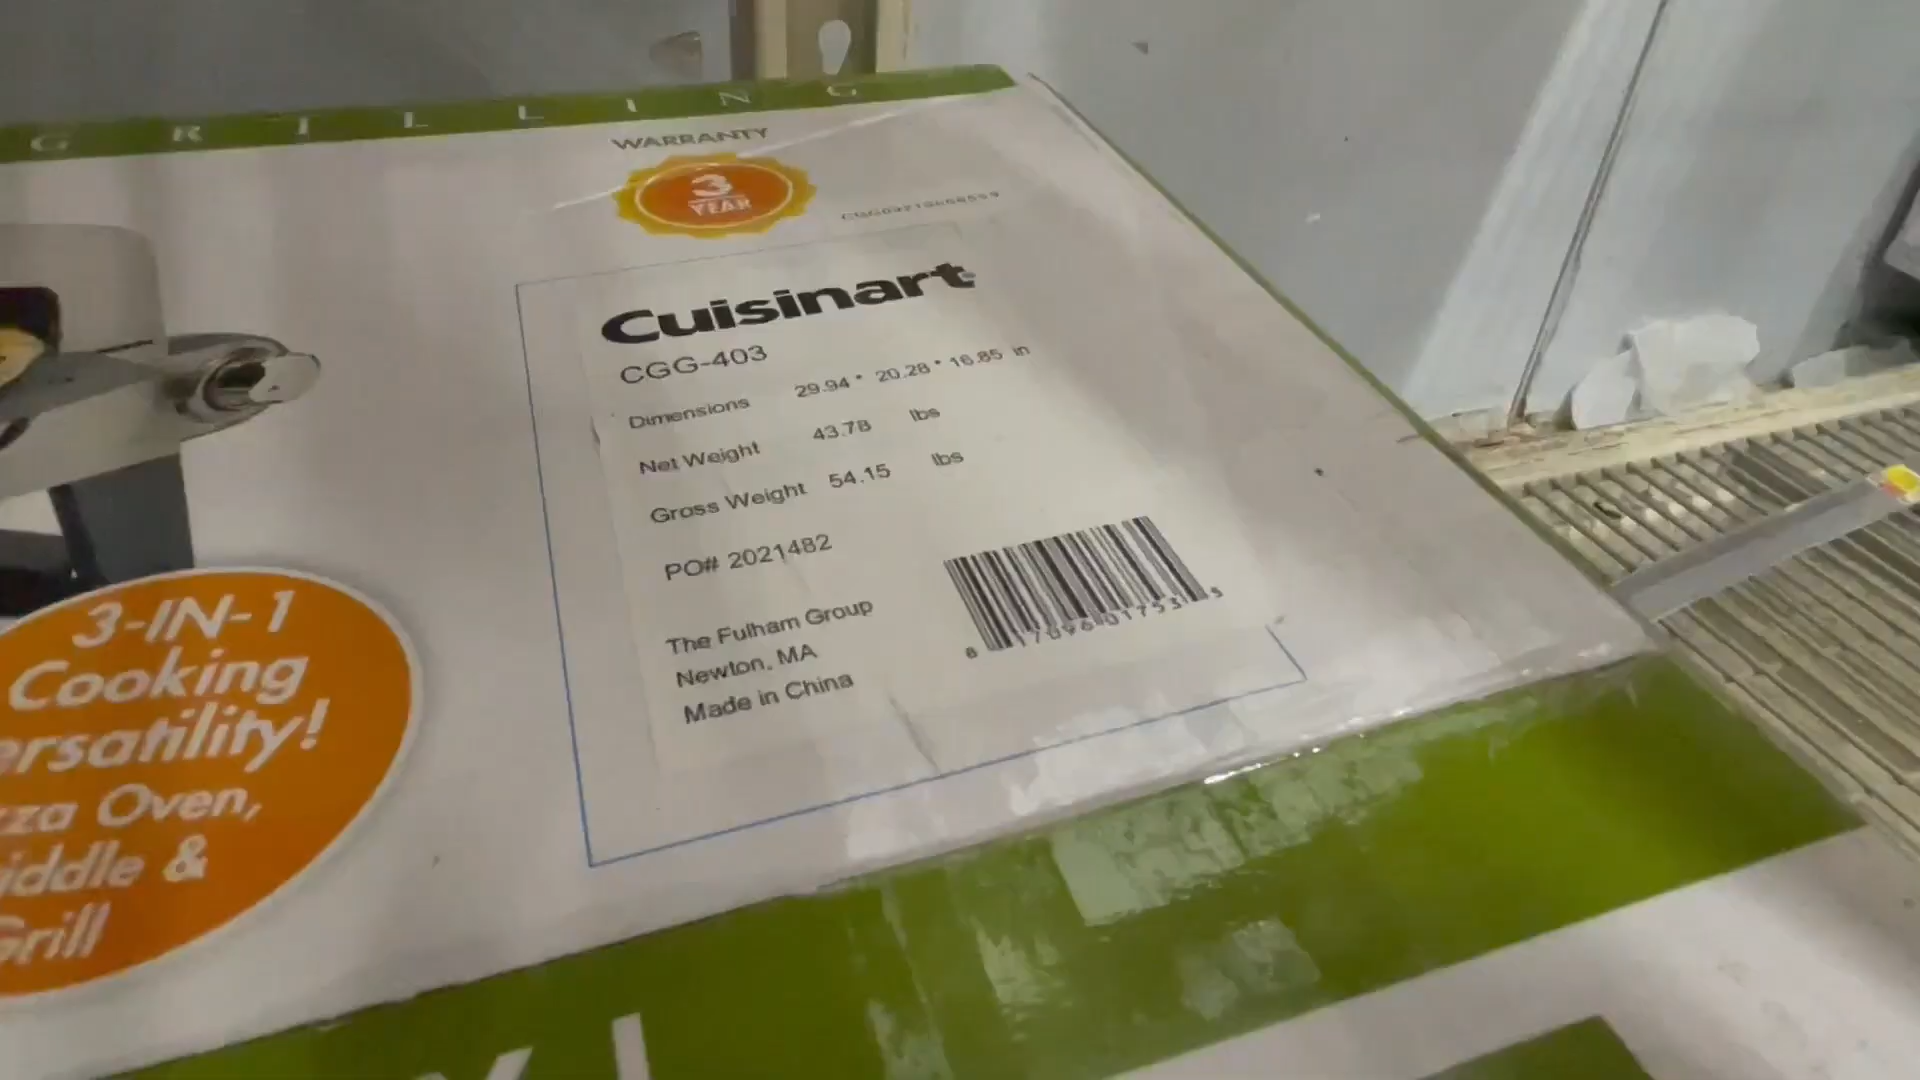 GRILLING
WARRANTY
3
YEAR
Cuisinart
CGG-403
Dimensions 29.94 * 20.28 * 16.85 in
Net Weight 43.78 lbs
Gross Weight 54.15 lbs
PO# 2021482
The Fulham Group
Newton, MA
Made in China
3-IN-1
Cooking
ersatility!
zza Oven,
iddle &
Grill